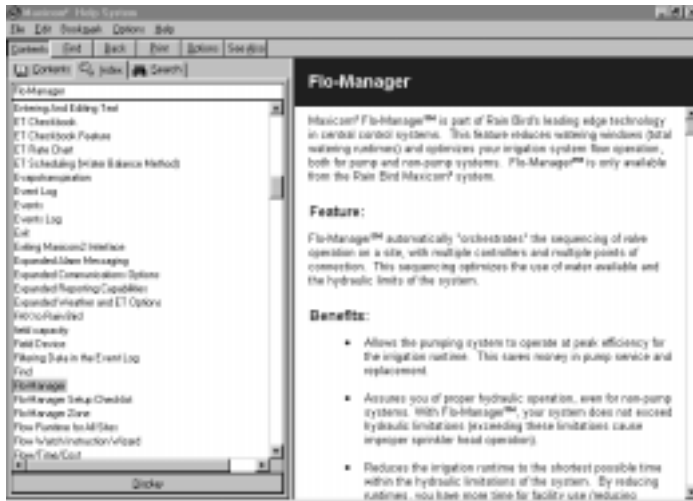 Maxicom² Help System
File Edit Bookmark Options Help
Contents Find Back Print Options See Also
Contents Index Search
Flo-Manager
Entering And Editing Text
ET Checkbook
ET Checkbook Feature
ET Rate Chart
ET Scheduling (Water Balance Method)
Evapotranspiration
Event Log
Events
Events Log
Exit
Exiting Maxicom2 Interface
Expanded Alarm Messaging
Expanded Communications Options
Expanded Reporting Capabilities
Expanded Weather and ET Options
FAX to Rain Bird
field capacity
Field Device
Filtering Data in the Event Log
Find
Flo-Manager
Flo-Manager Setup Checklist
Flo-Manager Zone
Flow Runtime for All Sites
Flow Watch Instruction Wizard
Flow/Time/Cost
Display
Flo-Manager
Maxicom² Flo-Manager℠ is part of Rain Bird's leading edge technology
in central control systems. This feature reduces watering windows (total
watering runtimes) and optimizes your irrigation system flow operation,
both for pump and non-pump systems. Flo-Manager℠ is only available
from the Rain Bird Maxicom² system.
Feature:
Flo-Manager℠ automatically "orchestrates" the sequencing of valve
operation on a site, with multiple controllers and multiple points of
connection. This sequencing optimizes the use of water available and
the hydraulic limits of the system.
Benefits:
• Allows the pumping system to operate at peak efficiency for
the irrigation runtime. This saves money in pump service and
replacement.
• Assures you of proper hydraulic operation, even for non-pump
systems. With Flo-Manager℠, your system does not exceed
hydraulic limitations (exceeding these limitations cause
improper sprinkler head operation).
• Reduces the irrigation runtime to the shortest possible time
within the hydraulic limitations of the system. By reducing
runtimes, you have more time for facility use (reducing